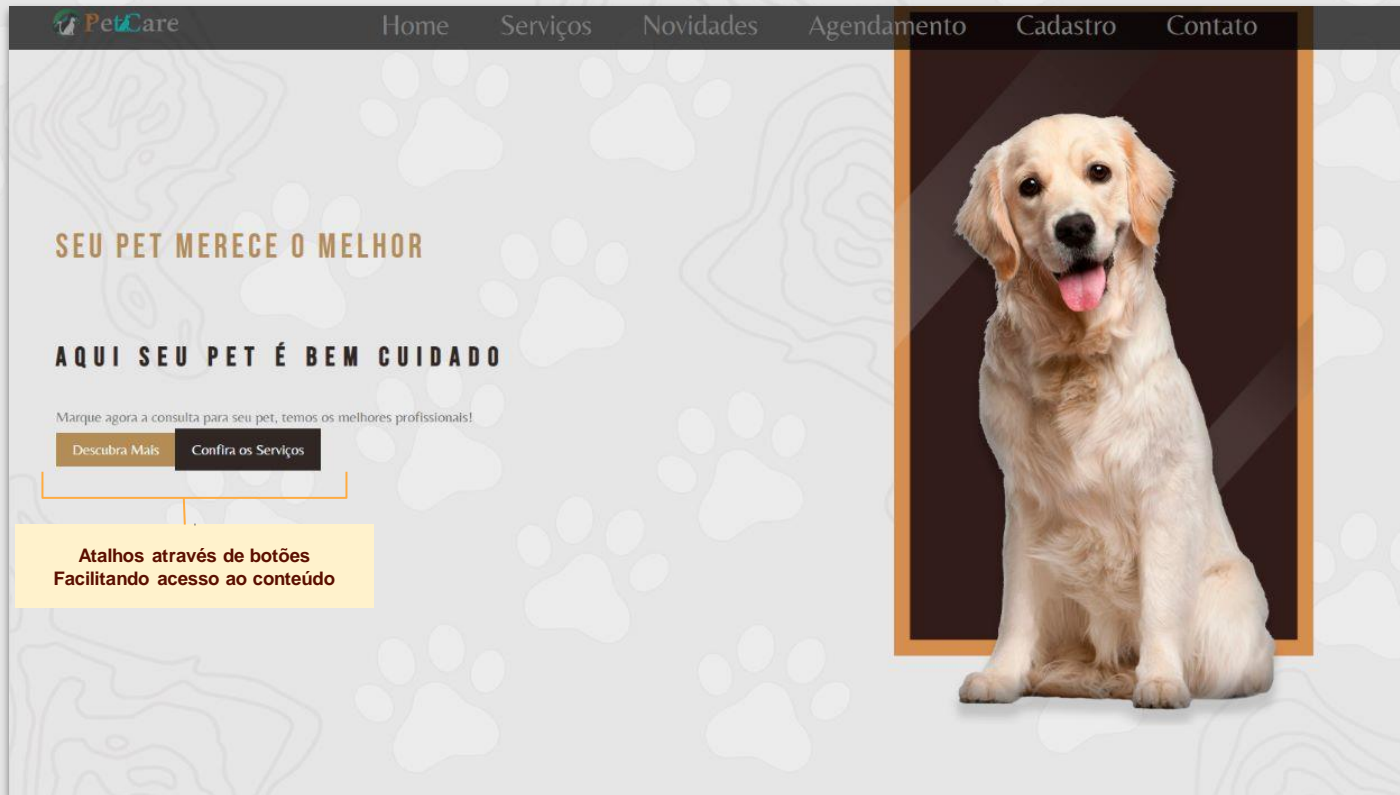 PetCare
Home Serviços Novidades Agendamento Cadastro Contato
SEU PET MERECE O MELHOR
AQUI SEU PET É BEM CUIDADO
Marque agora a consulta para seu pet, temos os melhores profissionais!
Descubra Mais Confira os Serviços
Atalhos através de botões
Facilitando acesso ao conteúdo